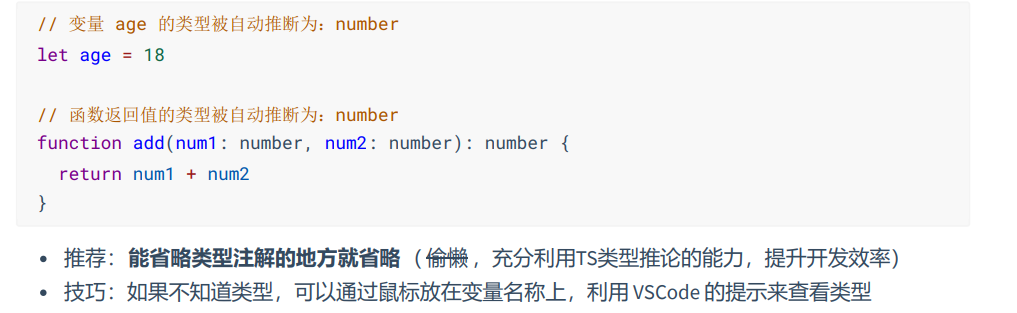 // 变量 age 的类型被自动推断为：number
let age = 18
// 函数返回值的类型被自动推断为：number
function add(num1: number, num2: number): number {
return num1 + num2
}
• 推荐：能省略类型注解的地方就省略（偷懒，充分利用TS类型推论的能力，提升开发效率）
• 技巧：如果不知道类型，可以通过鼠标放在变量名称上，利用 VSCode 的提示来查看类型